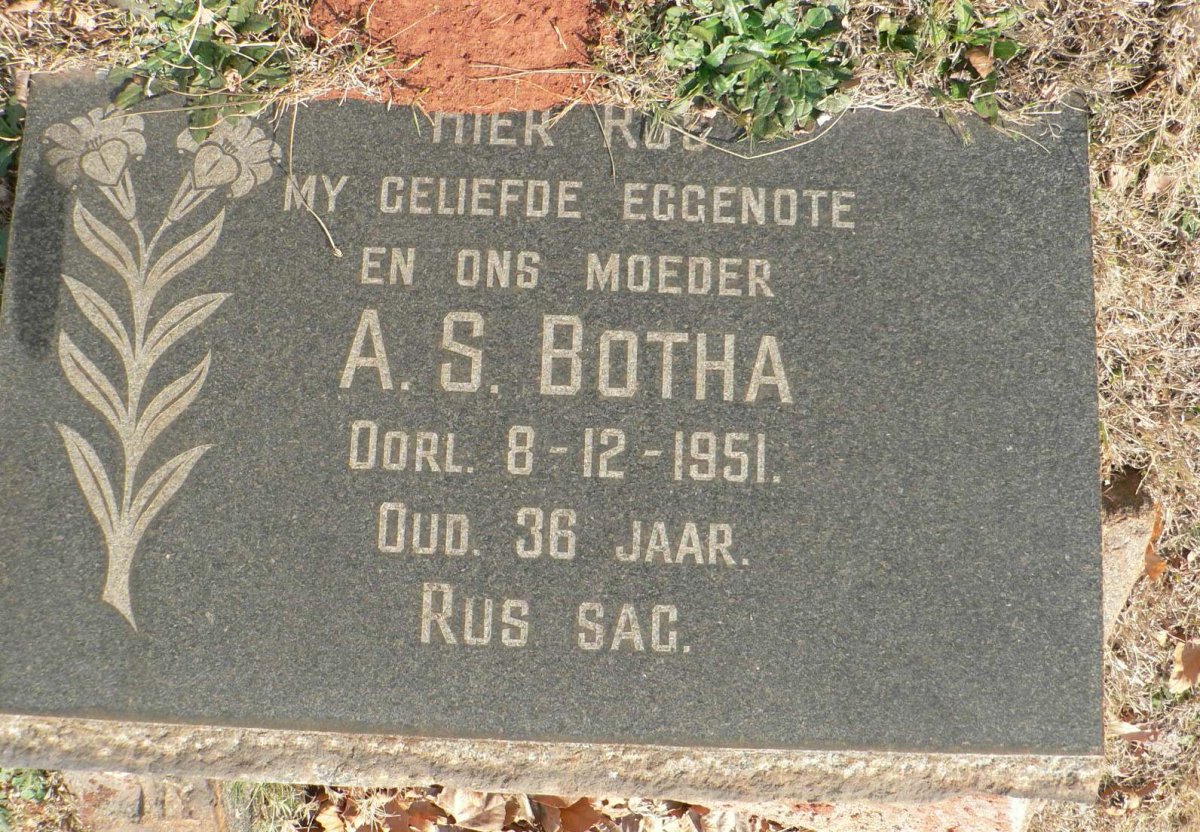 HIER
MY GELIEFDE EGGENOTE
EN ONS MOEDER
A. S. BOTHA
OORL. 8-12-1951.
OUD. 36 JAAR.
RUS SAG.